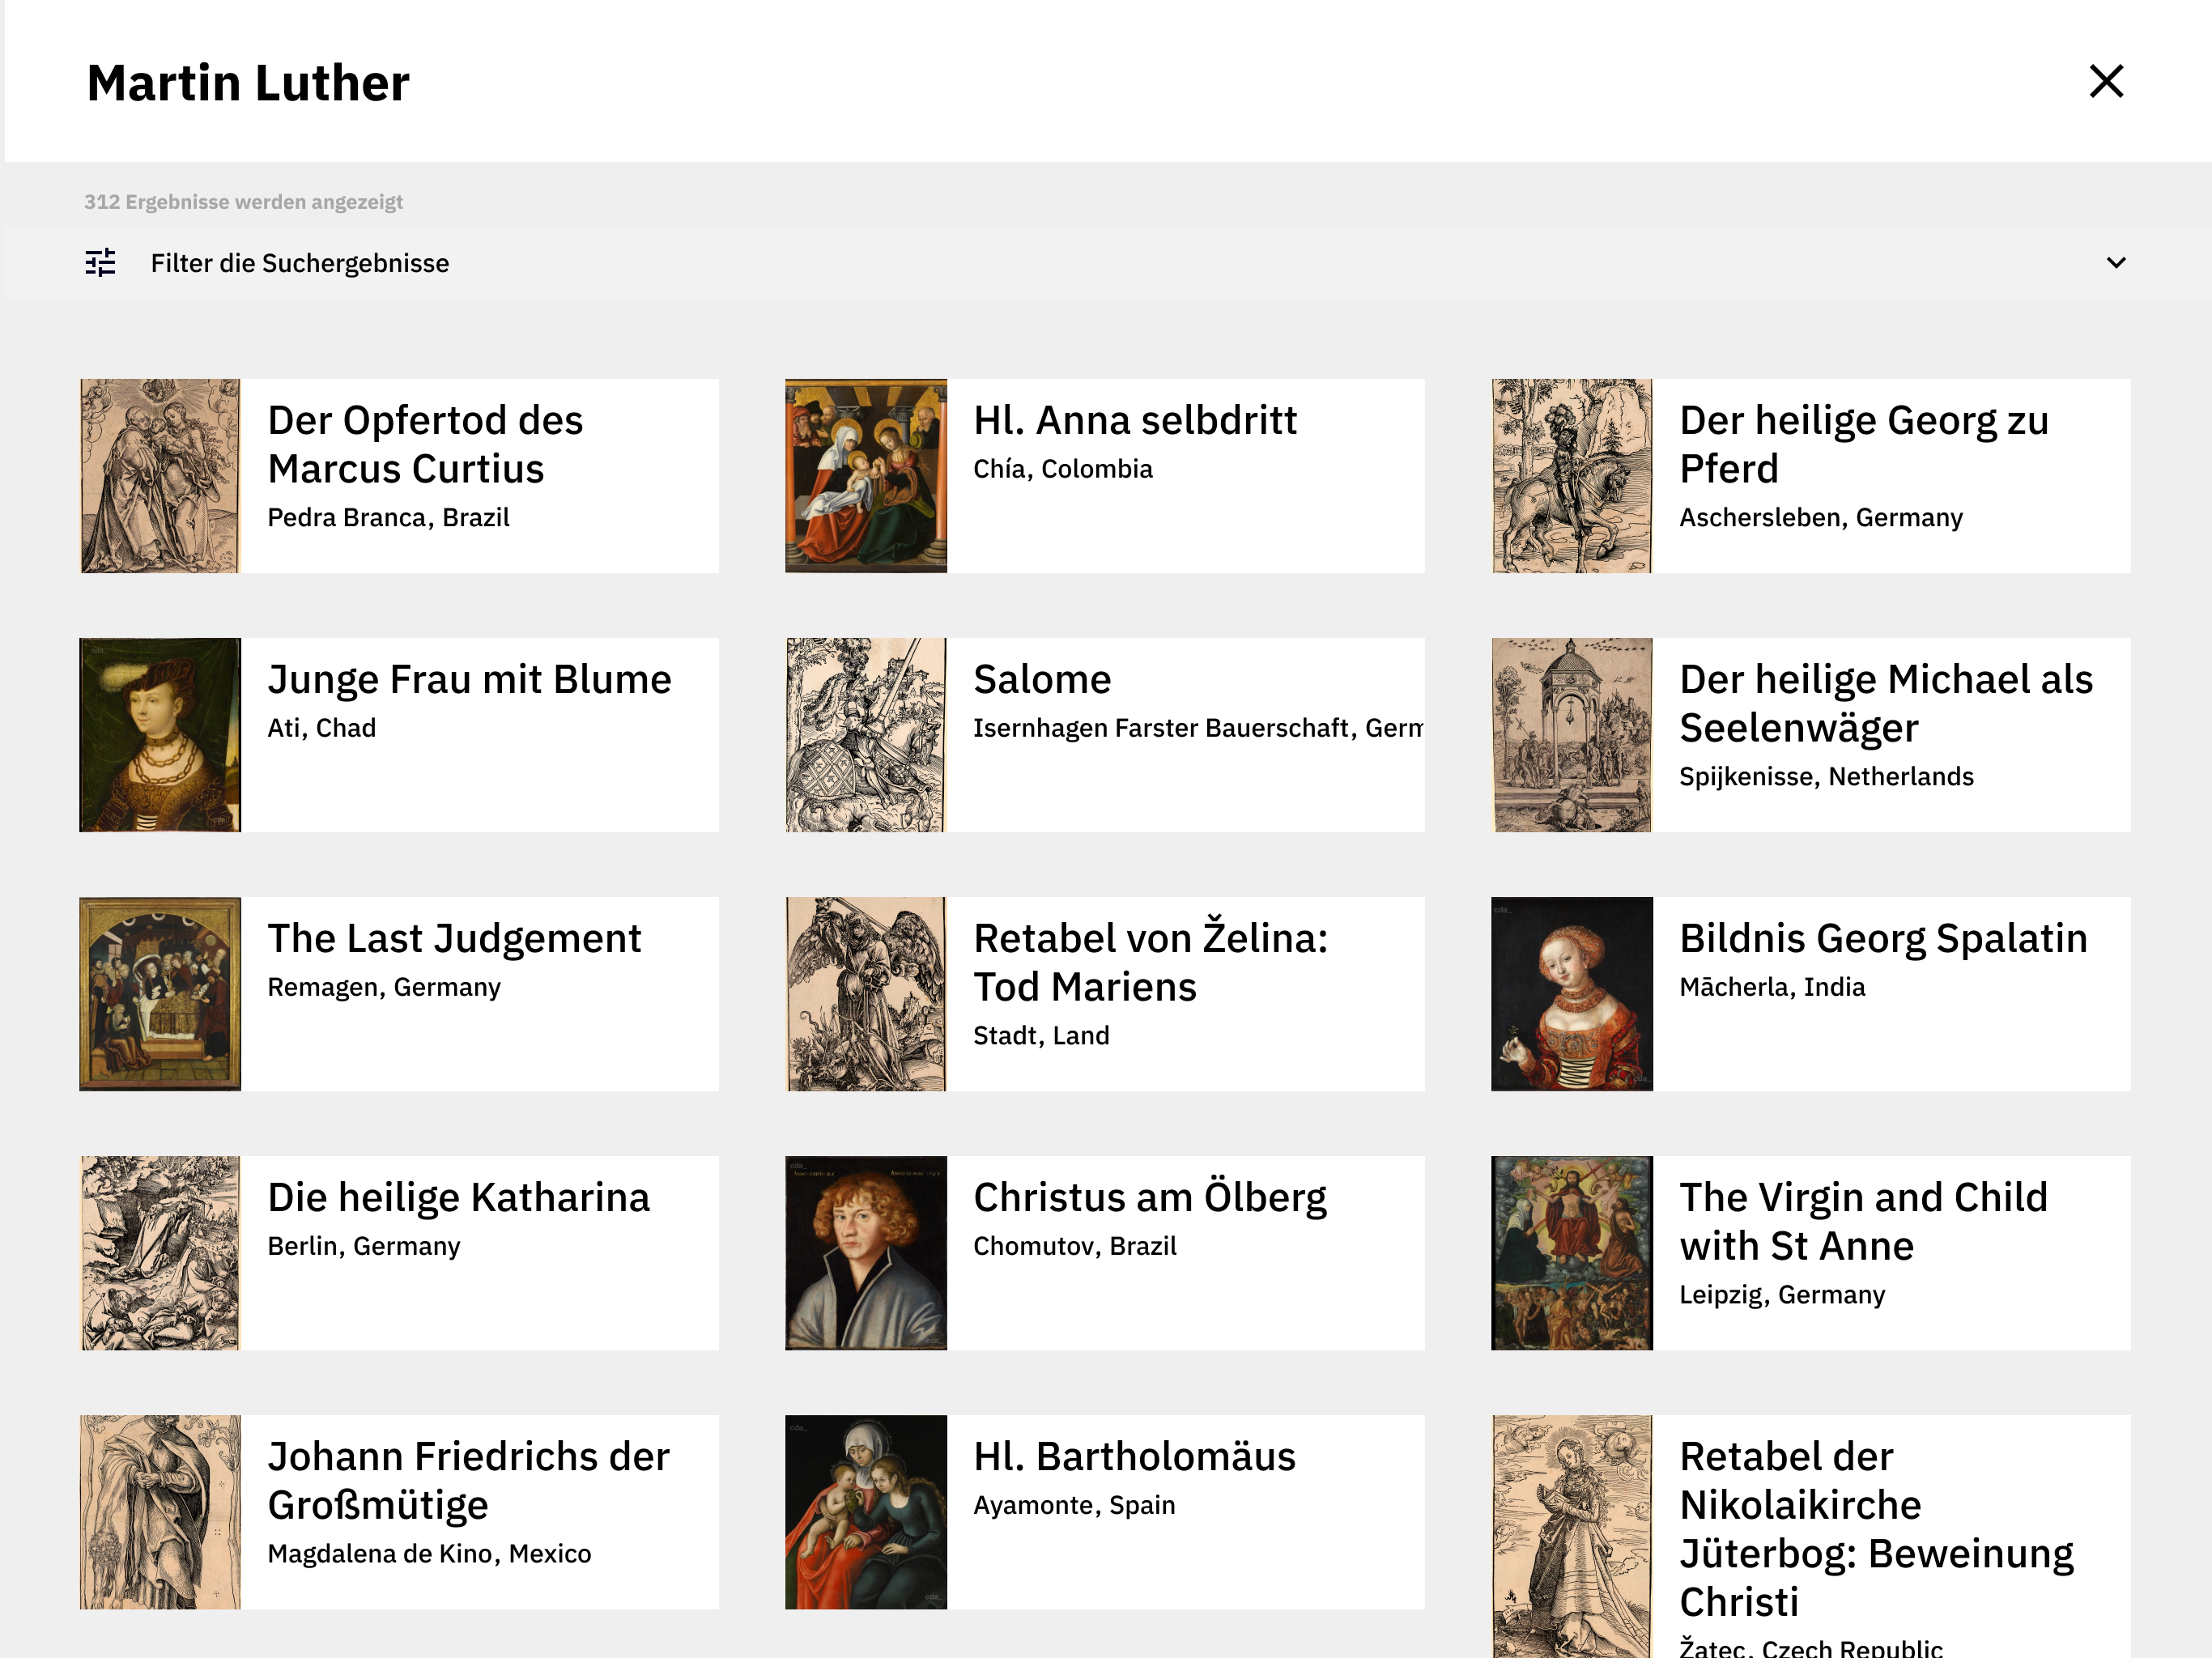 Martin Luther
312 Ergebnisse werden angezeigt
Filter die Suchergebnisse
Der Opfertod des
Marcus Curtius
Pedra Branca, Brazil
Hl. Anna selbdritt
Chía, Colombia
Der heilige Georg zu
Pferd
Aschersleben, Germany
Junge Frau mit Blume
Ati, Chad
Salome
Isernhagen Farster Bauerschaft, Germ
Der heilige Michael als
Seelenwäger
Spijkenisse, Netherlands
The Last Judgement
Remagen, Germany
Retabel von Želina:
Tod Mariens
Stadt, Land
Bildnis Georg Spalatin
Mācherla, India
Die heilige Katharina
Berlin, Germany
Christus am Ölberg
Chomutov, Brazil
The Virgin and Child
with St Anne
Leipzig, Germany
Johann Friedrichs der
Großmütige
Magdalena de Kino, Mexico
Hl. Bartholomäus
Ayamonte, Spain
Retabel der
Nikolaikirche
Jüterbog: Beweinung
Christi
Žatec, Czech Republic